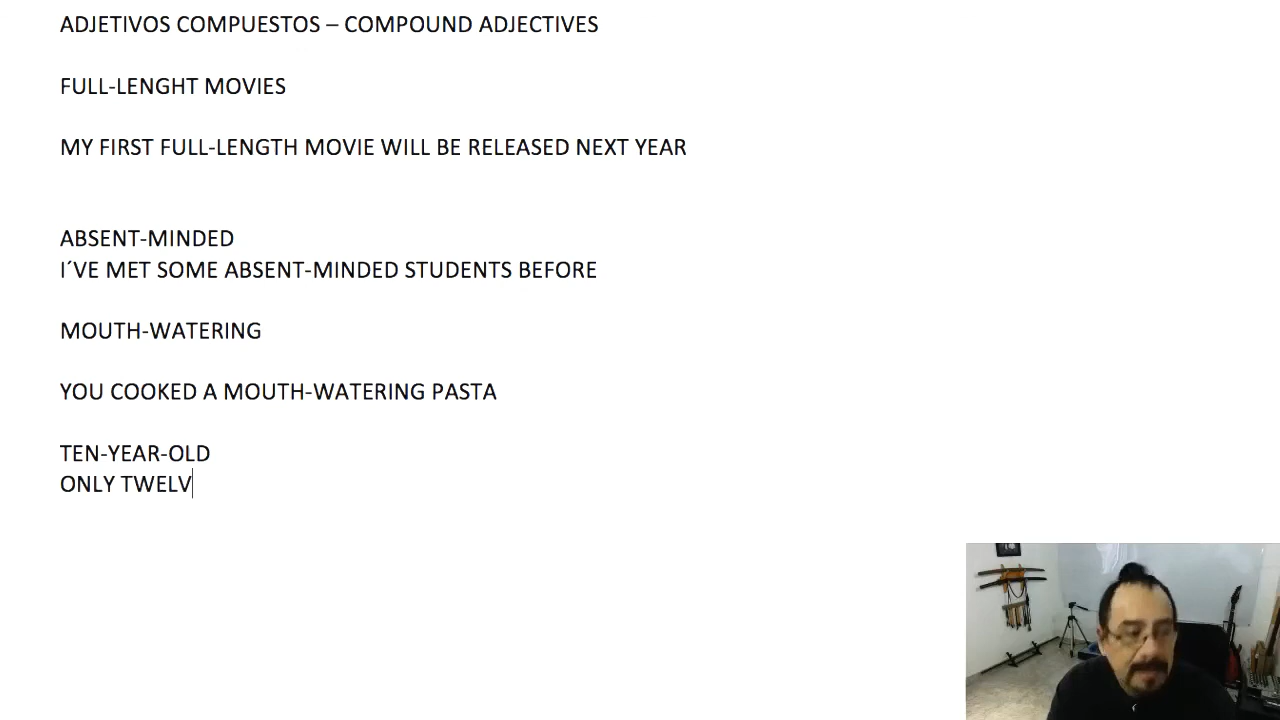 ADJETIVOS COMPUESTOS – COMPOUND ADJECTIVES
FULL-LENGHT MOVIES
MY FIRST FULL-LENGTH MOVIE WILL BE RELEASED NEXT YEAR
ABSENT-MINDED
I´VE MET SOME ABSENT-MINDED STUDENTS BEFORE
MOUTH-WATERING
YOU COOKED A MOUTH-WATERING PASTA
TEN-YEAR-OLD
ONLY TWELV